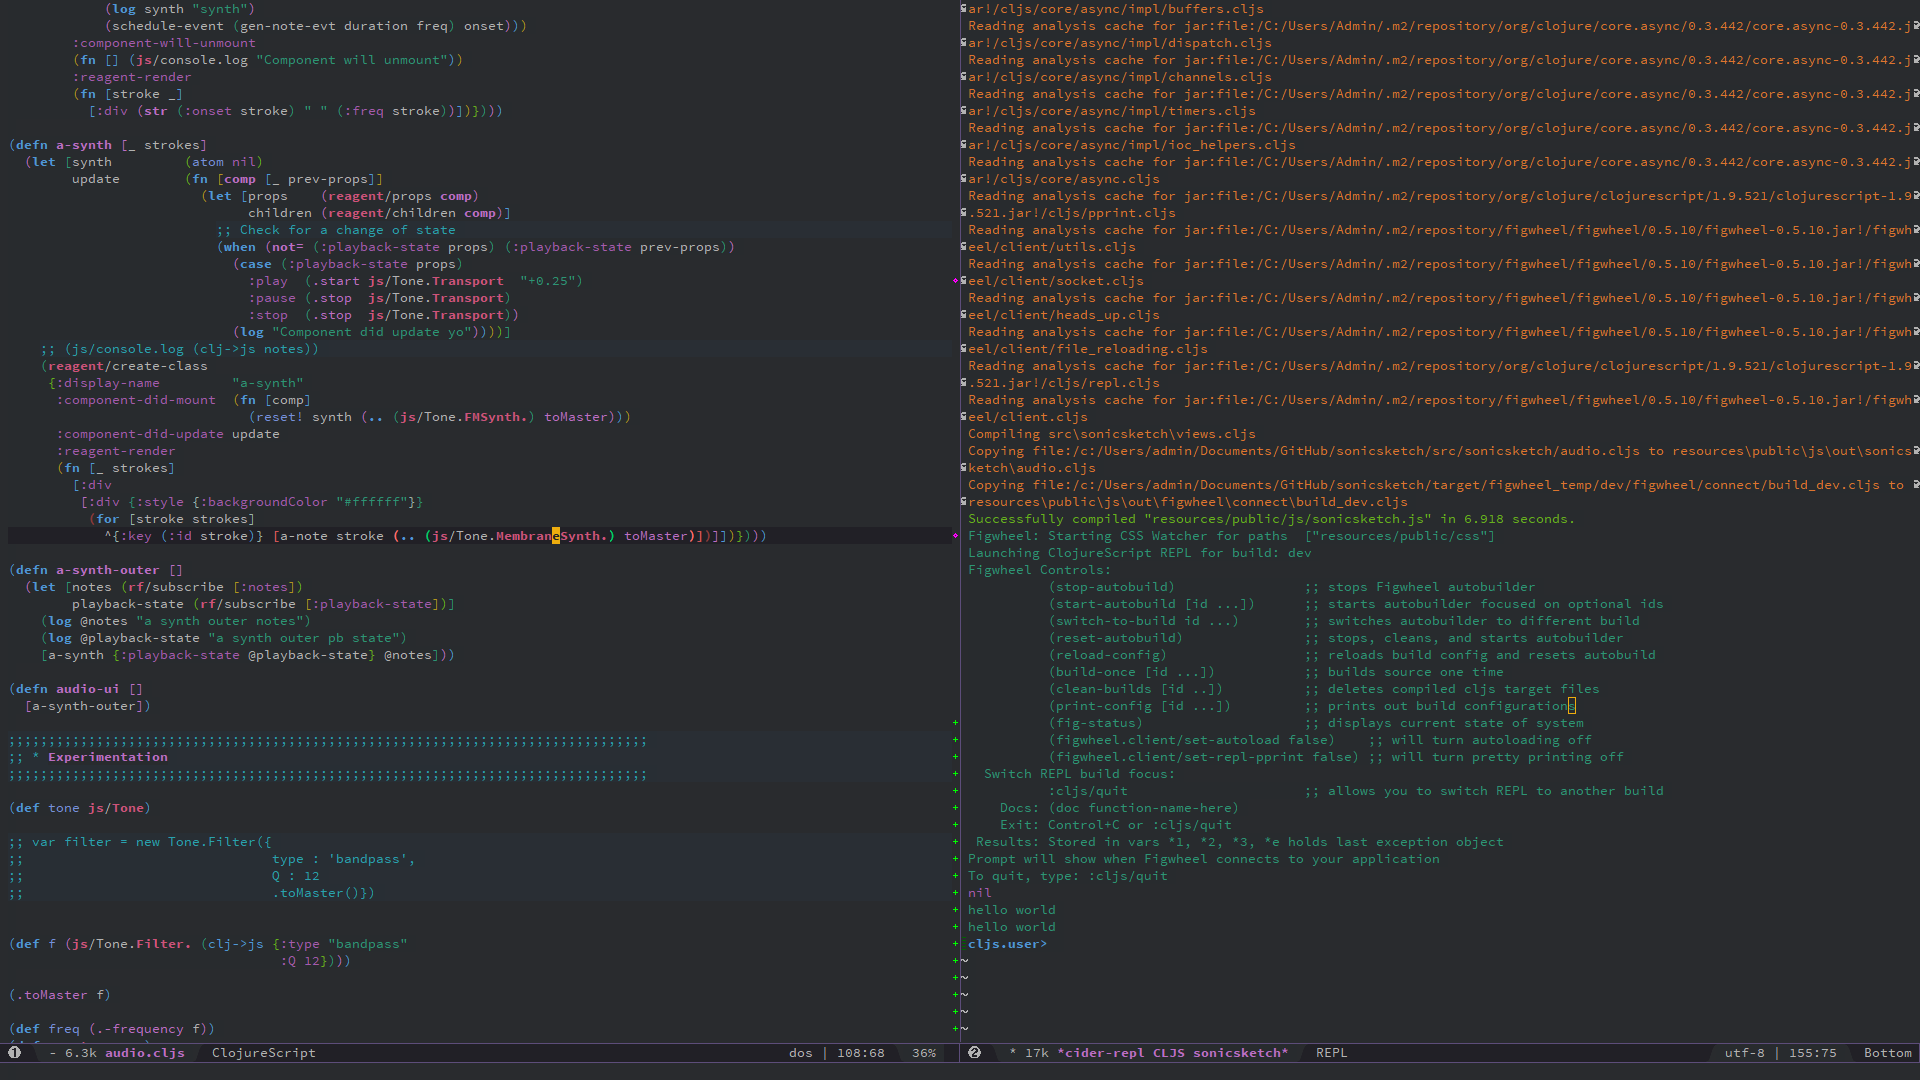 (log synth "synth")
(schedule-event (gen-note-evt duration freq) onset)))
:component-will-unmount
(fn [] (js/console.log "Component will unmount"))
:reagent-render
(fn [stroke _]
[:div (str (:onset stroke) " " (:freq stroke))])})))
(defn a-synth [_ strokes]
(let [synth (atom nil)
update (fn [comp [_ prev-props]]
(let [props (reagent/props comp)
children (reagent/children comp)]
;; Check for a change of state
(when (not= (:playback-state props) (:playback-state prev-props))
(case (:playback-state props)
:play (.start js/Tone.Transport "+0.25")
:pause (.stop js/Tone.Transport)
:stop (.stop js/Tone.Transport))
(log "Component did update yo"))))]
;; (js/console.log (clj->js notes))
(reagent/create-class
{:display-name "a-synth"
:component-did-mount (fn [comp]
(reset! synth (.. (js/Tone.FMSynth.) toMaster)))
:component-did-update update
:reagent-render
(fn [_ strokes]
[:div
[:div {:style {:backgroundColor "#ffffff"}}
(for [stroke strokes]
^{:key (:id stroke)} [a-note stroke (.. (js/Tone.MembraneSynth.) toMaster)])]])})))
(defn a-synth-outer []
(let [notes (rf/subscribe [:notes])
playback-state (rf/subscribe [:playback-state])]
(log @notes "a synth outer notes")
(log @playback-state "a synth outer pb state")
[a-synth {:playback-state @playback-state} @notes]))
(defn audio-ui []
[a-synth-outer])
;;;;;;;;;;;;;;;;;;;;;;;;;;;;;;;;;;;;;;;;;;;;;;;;;;;;;;;;;;;;;;;;;;;;;;;;;;;;;;;;
;; * Experimentation
;;;;;;;;;;;;;;;;;;;;;;;;;;;;;;;;;;;;;;;;;;;;;;;;;;;;;;;;;;;;;;;;;;;;;;;;;;;;;;;;
(def tone js/Tone)
;; var filter = new Tone.Filter({
;; type : 'bandpass',
;; Q : 12
;; .toMaster()})
(def f (js/Tone.Filter. (clj->js {:type "bandpass"
:Q 12})))
(.toMaster f)
(def freq (.-frequency f))
1 - 6.3k audio.cljs ClojureScript dos | 108:68 36%
ar!/cljs/core/async/impl/buffers.cljs
Reading analysis cache for jar:file:/C:/Users/Admin/.m2/repository/org/clojure/core.async/0.3.442/core.async-0.3.442.j
ar!/cljs/core/async/impl/dispatch.cljs
Reading analysis cache for jar:file:/C:/Users/Admin/.m2/repository/org/clojure/core.async/0.3.442/core.async-0.3.442.j
ar!/cljs/core/async/impl/channels.cljs
Reading analysis cache for jar:file:/C:/Users/Admin/.m2/repository/org/clojure/core.async/0.3.442/core.async-0.3.442.j
ar!/cljs/core/async/impl/timers.cljs
Reading analysis cache for jar:file:/C:/Users/Admin/.m2/repository/org/clojure/core.async/0.3.442/core.async-0.3.442.j
ar!/cljs/core/async/impl/ioc_helpers.cljs
Reading analysis cache for jar:file:/C:/Users/Admin/.m2/repository/org/clojure/core.async/0.3.442/core.async-0.3.442.j
ar!/cljs/core/async.cljs
Reading analysis cache for jar:file:/C:/Users/Admin/.m2/repository/org/clojure/clojurescript/1.9.521/clojurescript-1.9
.521.jar!/cljs/pprint.cljs
Reading analysis cache for jar:file:/C:/Users/Admin/.m2/repository/figwheel/figwheel/0.5.10/figwheel-0.5.10.jar!/figwh
eel/client/utils.cljs
Reading analysis cache for jar:file:/C:/Users/Admin/.m2/repository/figwheel/figwheel/0.5.10/figwheel-0.5.10.jar!/figwh
eel/client/socket.cljs
Reading analysis cache for jar:file:/C:/Users/Admin/.m2/repository/figwheel/figwheel/0.5.10/figwheel-0.5.10.jar!/figwh
eel/client/heads_up.cljs
Reading analysis cache for jar:file:/C:/Users/Admin/.m2/repository/figwheel/figwheel/0.5.10/figwheel-0.5.10.jar!/figwh
eel/client/file_reloading.cljs
Reading analysis cache for jar:file:/C:/Users/Admin/.m2/repository/org/clojure/clojurescript/1.9.521/clojurescript-1.9
.521.jar!/cljs/repl.cljs
Reading analysis cache for jar:file:/C:/Users/Admin/.m2/repository/figwheel/figwheel/0.5.10/figwheel-0.5.10.jar!/figwh
eel/client.cljs
Compiling src\sonicsketch\views.cljs
Copying file:/c:/Users/admin/Documents/GitHub/sonicsketch/src/sonicsketch/audio.cljs to resources\public\js\out\sonics
ketch\audio.cljs
Copying file:/c:/Users/admin/Documents/GitHub/sonicsketch/target/figwheel_temp/dev/figwheel/connect/build_dev.cljs to
resources\public\js\out\figwheel\connect\build_dev.cljs
Successfully compiled "resources/public/js/sonicsketch.js" in 6.918 seconds.
Figwheel: Starting CSS Watcher for paths ["resources/public/css"]
Launching ClojureScript REPL for build: dev
Figwheel Controls:
(stop-autobuild) ;; stops Figwheel autobuilder
(start-autobuild [id ...]) ;; starts autobuilder focused on optional ids
(switch-to-build id ...) ;; switches autobuilder to different build
(reset-autobuild) ;; stops, cleans, and starts autobuilder
(reload-config) ;; reloads build config and resets autobuild
(build-once [id ...]) ;; builds source one time
(clean-builds [id ..]) ;; deletes compiled cljs target files
(print-config [id ...]) ;; prints out build configurations
(fig-status) ;; displays current state of system
(figwheel.client/set-autoload false) ;; will turn autoloading off
(figwheel.client/set-repl-pprint false) ;; will turn pretty printing off
Switch REPL build focus:
:cljs/quit ;; allows you to switch REPL to another build
Docs: (doc function-name-here)
Exit: Control+C or :cljs/quit
Results: Stored in vars *1, *2, *3, *e holds last exception object
Prompt will show when Figwheel connects to your application
To quit, type: :cljs/quit
nil
hello world
hello world
cljs.user>
~
~
~
~
~
2 * 17k *cider-repl CLJS sonicsketch* REPL utf-8 | 155:75 Bottom